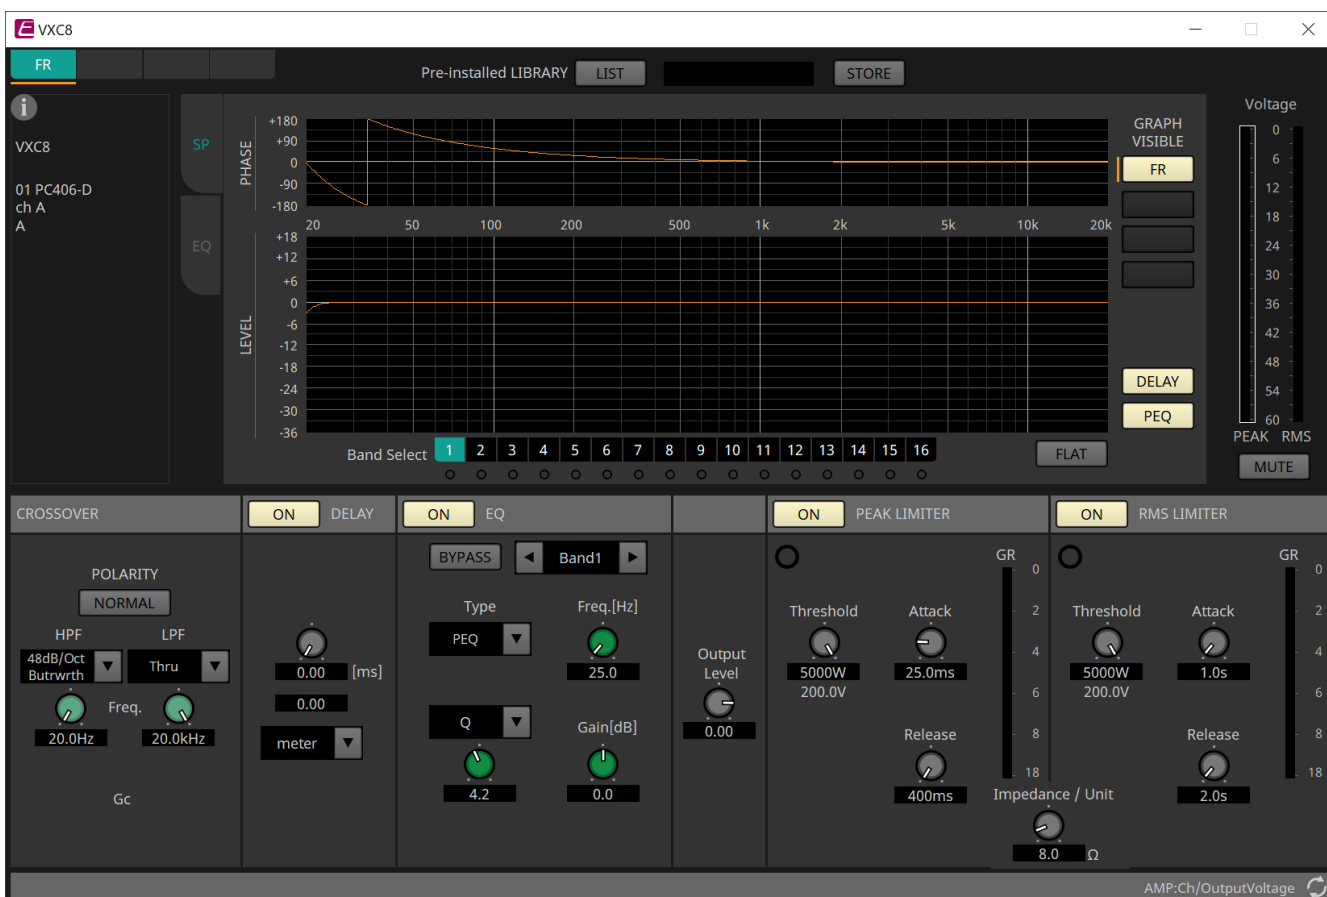 VXC8
FR
Pre-installed LIBRARY LIST STORE
VXC8
01 PC406-D
ch A
A
SP
EQ
PHASE
+180
+90
0
-90
-180
20 50 100 200 500 1k 2k 5k 10k 20k
LEVEL
+18
+12
+6
0
-6
-12
-18
-24
-30
-36
Band Select 1 2 3 4 5 6 7 8 9 10 11 12 13 14 15 16
FLAT
GRAPH
VISIBLE
FR
DELAY
PEQ
Voltage
0
6
12
18
24
30
36
42
48
54
60
PEAK RMS
MUTE
CROSSOVER
POLARITY
NORMAL
HPF LPF
48dB/Oct
Butrwrth
Thru
Freq.
20.0Hz 20.0kHz
Gc
ON DELAY
0.00 [ms]
0.00
meter
ON EQ
BYPASS Band1
Type Freq.[Hz]
PEQ
25.0
Q Gain[dB]
4.2 0.0
Output
Level
0.00
ON PEAK LIMITER
GR
Threshold Attack
5000W 25.0ms
200.0V
Release
400ms
0
2
4
6
8
18
Impedance / Unit
8.0 Ω
ON RMS LIMITER
GR
Threshold Attack
5000W 1.0s
200.0V
Release
2.0s
0
2
4
6
8
18
AMP:Ch/OutputVoltage